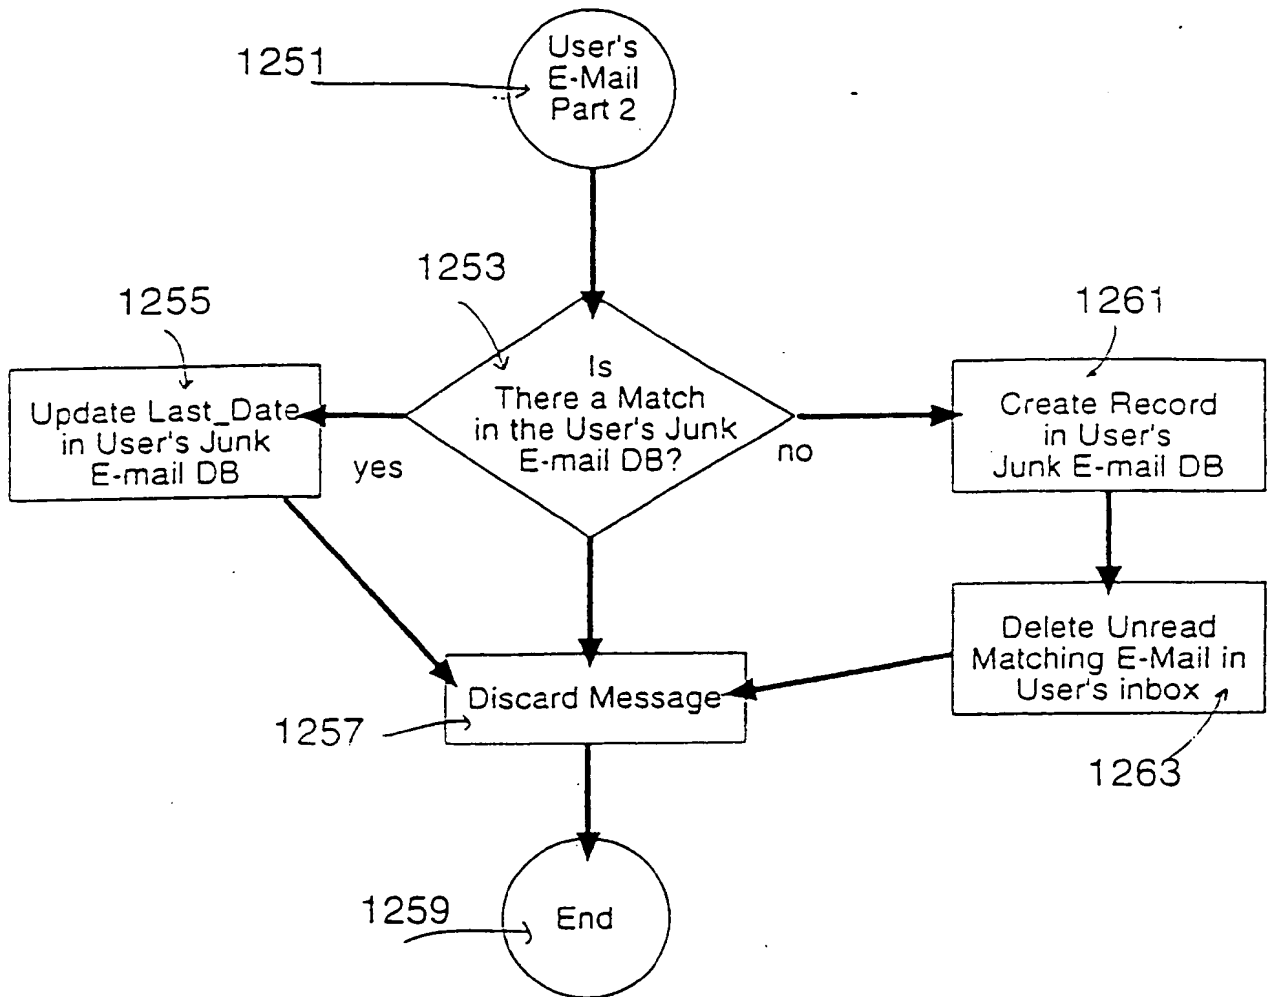 1251
User's
E-Mail
Part 2
1253
1255
1261
Update Last_Date
in User's Junk
E-mail DB
yes
Is
There a Match
in the User's Junk
E-mail DB?
no
Create Record
in User's
Junk E-mail DB
Delete Unread
Matching E-Mail in
User's inbox
1263
Discard Message
1257
1259
End